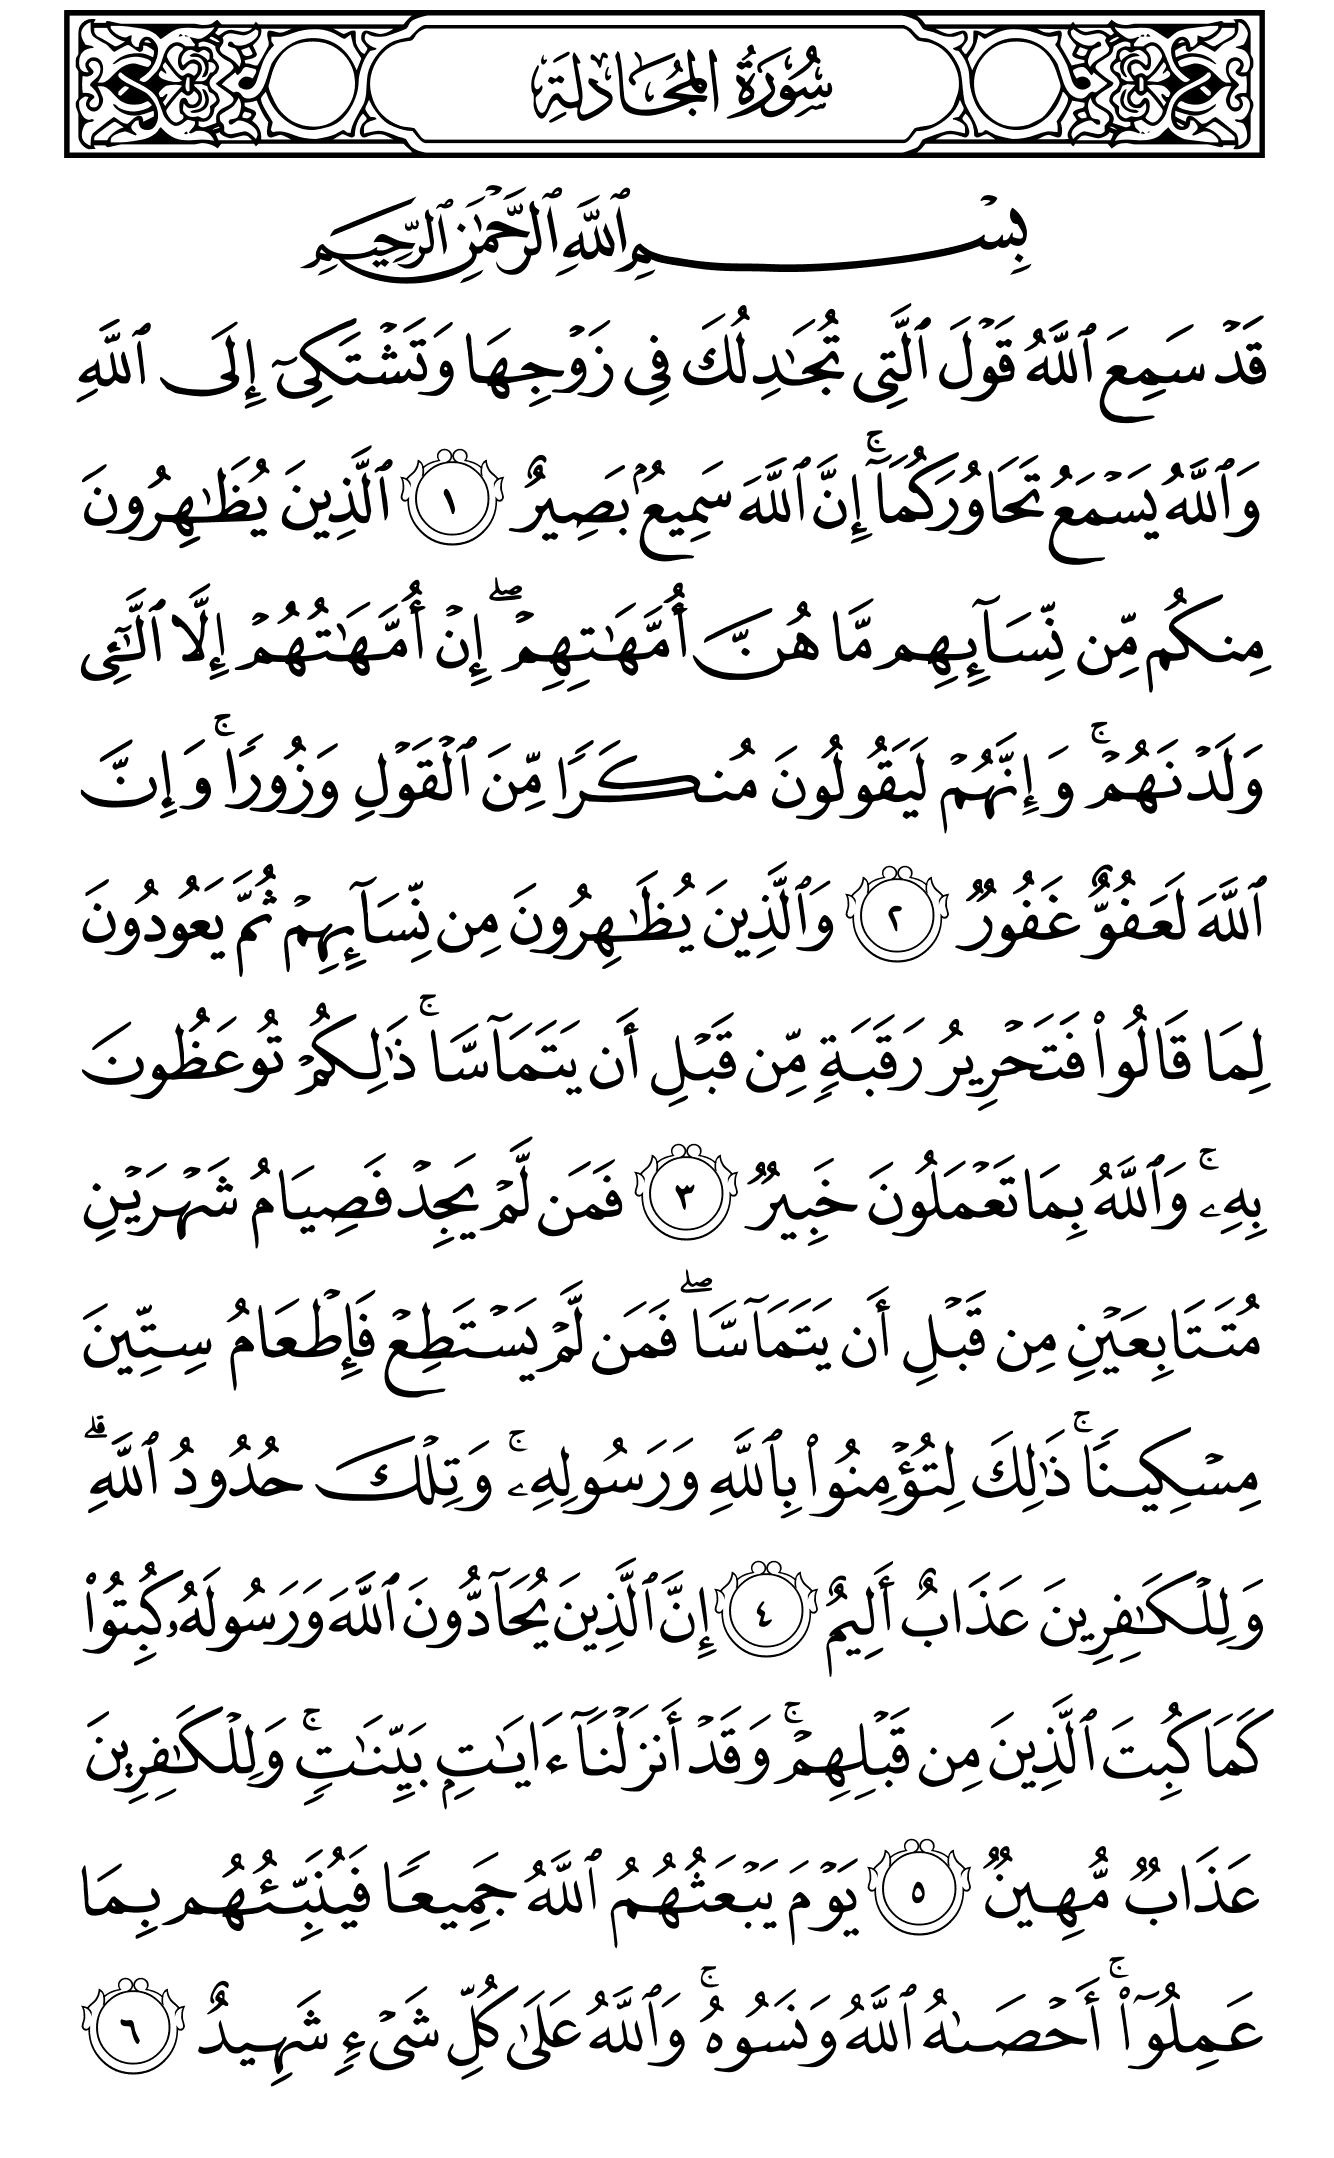 سُورَةُ المُجَادلَةِ
بِسۡمِ ٱللَّهِ ٱلرَّحۡمَٰنِ ٱلرَّحِيمِ
قَدۡ سَمِعَ ٱللَّهُ قَوۡلَ ٱلَّتِي تُجَٰدِلُكَ فِي زَوۡجِهَا وَتَشۡتَكِيٓ إِلَى ٱللَّهِ
وَٱللَّهُ يَسۡمَعُ تَحَاوُرَكُمَآۚ إِنَّ ٱللَّهَ سَمِيعُۢ بَصِيرٌ ١ ٱلَّذِينَ يُظَٰهِرُونَ
مِنكُم مِّن نِّسَآئِهِم مَّا هُنَّ أُمَّهَٰتِهِمۡۖ إِنۡ أُمَّهَٰتُهُمۡ إِلَّا ٱلَّٰٓـِٔي
وَلَدۡنَهُمۡۚ وَإِنَّهُمۡ لَيَقُولُونَ مُنكَرٗا مِّنَ ٱلۡقَوۡلِ وَزُورٗاۚ وَإِنَّ
ٱللَّهَ لَعَفُوٌّ غَفُورٞ ٢ وَٱلَّذِينَ يُظَٰهِرُونَ مِن نِّسَآئِهِمۡ ثُمَّ يَعُودُونَ
لِمَا قَالُواْ فَتَحۡرِيرُ رَقَبَةٖ مِّن قَبۡلِ أَن يَتَمَآسَّاۚ ذَٰلِكُمۡ تُوعَظُونَ
بِهِۦۚ وَٱللَّهُ بِمَا تَعۡمَلُونَ خَبِيرٞ ٣ فَمَن لَّمۡ يَجِدۡ فَصِيَامُ شَهۡرَيۡنِ
مُتَتَابِعَيۡنِ مِن قَبۡلِ أَن يَتَمَآسَّاۖ فَمَن لَّمۡ يَسۡتَطِعۡ فَإِطۡعَامُ سِتِّينَ
مِسۡكِينٗاۚ ذَٰلِكَ لِتُؤۡمِنُواْ بِٱللَّهِ وَرَسُولِهِۦۚ وَتِلۡكَ حُدُودُ ٱللَّهِۗ
وَلِلۡكَٰفِرِينَ عَذَابٌ أَلِيمٌ ٤ إِنَّ ٱلَّذِينَ يُحَآدُّونَ ٱللَّهَ وَرَسُولَهُۥ كُبِتُواْ
كَمَا كُبِتَ ٱلَّذِينَ مِن قَبۡلِهِمۡۚ وَقَدۡ أَنزَلۡنَآ ءَايَٰتِۭ بَيِّنَٰتٖۚ وَلِلۡكَٰفِرِينَ
عَذَابٞ مُّهِينٞ ٥ يَوۡمَ يَبۡعَثُهُمُ ٱللَّهُ جَمِيعٗا فَيُنَبِّئُهُم بِمَا
عَمِلُوٓاْۚ أَحۡصَىٰهُ ٱللَّهُ وَنَسُوهُۚ وَٱللَّهُ عَلَىٰ كُلِّ شَيۡءٖ شَهِيدٌ ٦